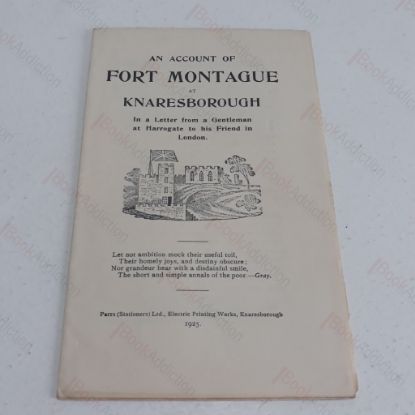 AN ACCOUNT OF
FORT MONTAGUE
AT
KNARESBOROUGH
In a Letter from a Gentleman
at Harrogate to his Friend in
London.
Let not ambition mock their useful toil,
Their homely joys, and destiny obscure;
Nor grandeur hear with a disdainful smile,
The short and simple annals of the poor.—Gray.
Parrs (Stationers) Ltd., Electric Printing Works, Knaresborough
1925.
BookAddiction